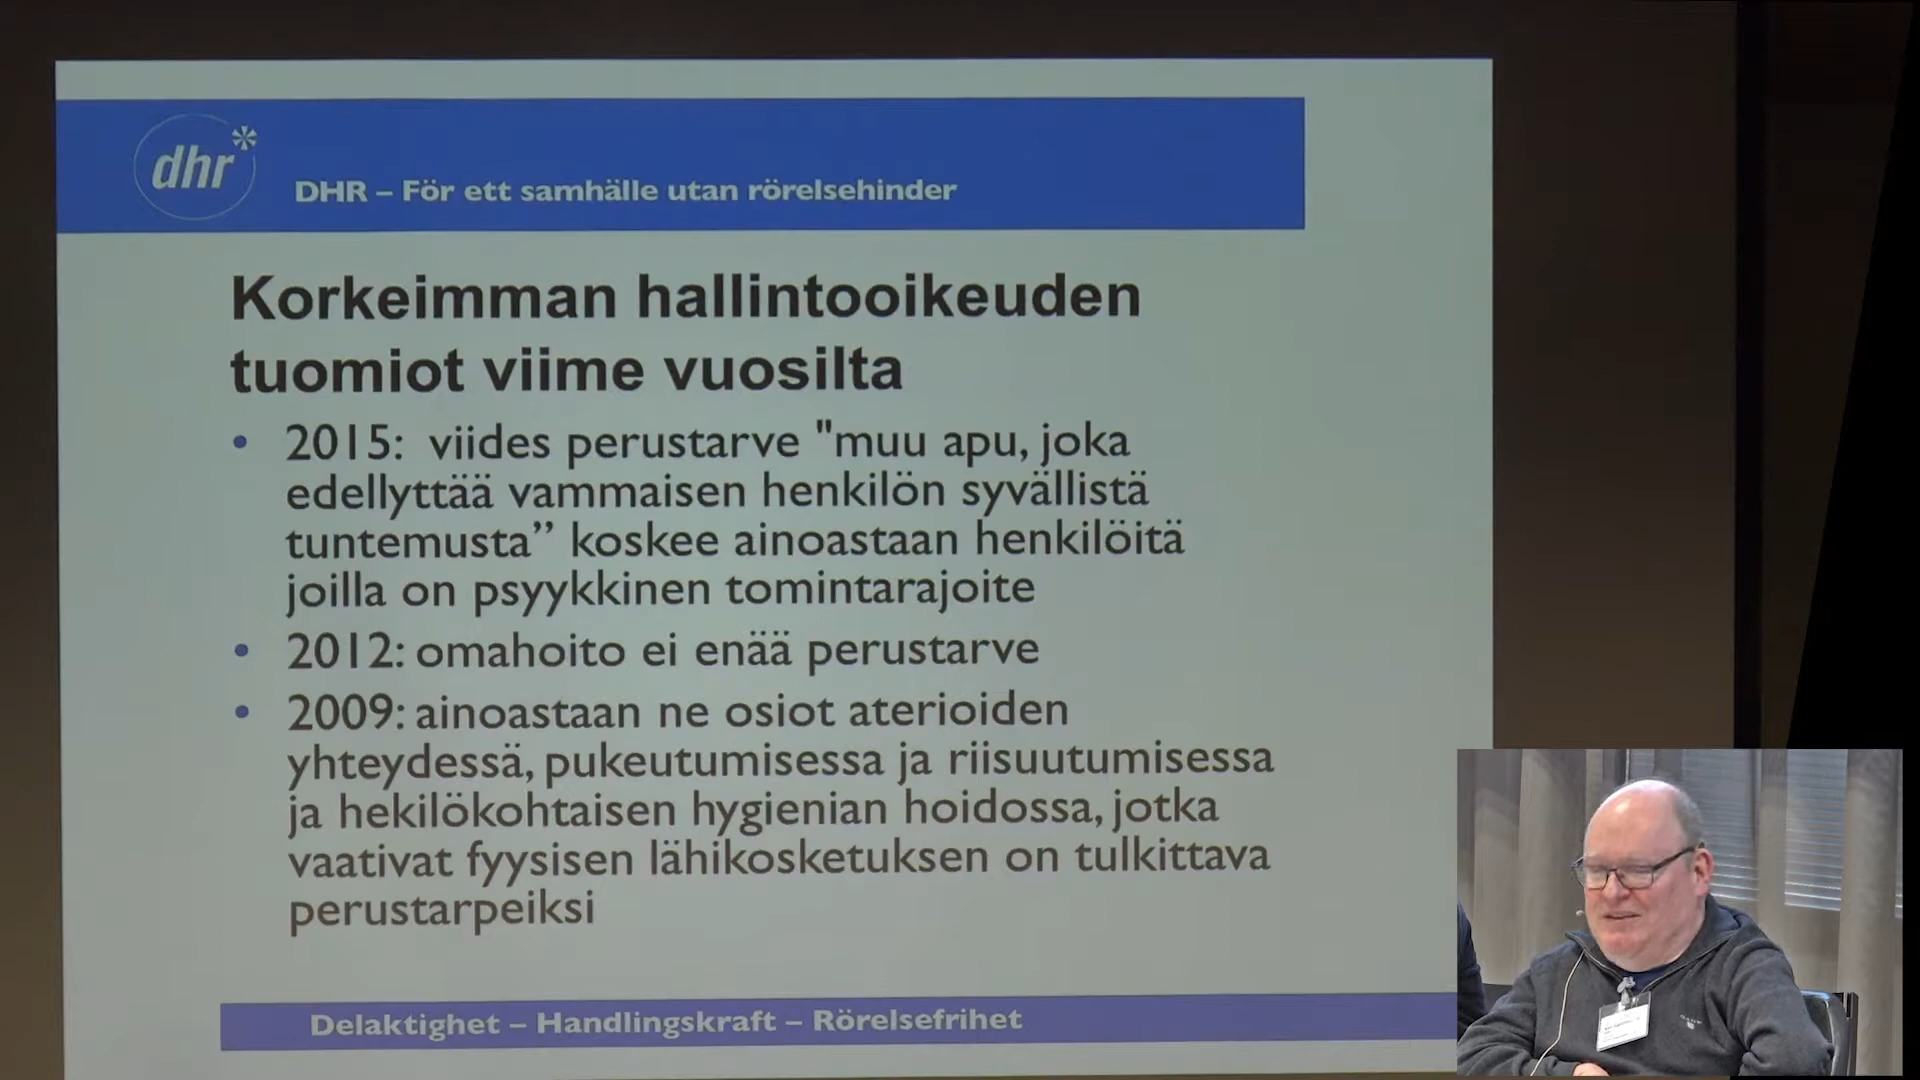 dhr
DHR – För ett samhälle utan rörelsehinder
Korkeimman hallintooikeuden
tuomiot viime vuosilta
• 2015: viides perustarve "muu apu, joka
edellyttää vammaisen henkilön syvällistä
tuntemusta” koskee ainoastaan henkilöitä
joilla on psyykkinen tomintarajoite
• 2012: omahoito ei enää perustarve
• 2009: ainoastaan ne osiot aterioiden
yhteydessä, pukeutumisessa ja riisuutumisessa
ja hekilökohtaisen hygienian hoidossa, jotka
vaativat fyysisen lähikosketuksen on tulkittava
perustarpeiksi
Delaktighet – Handlingskraft – Rörelsefrihet
GANT